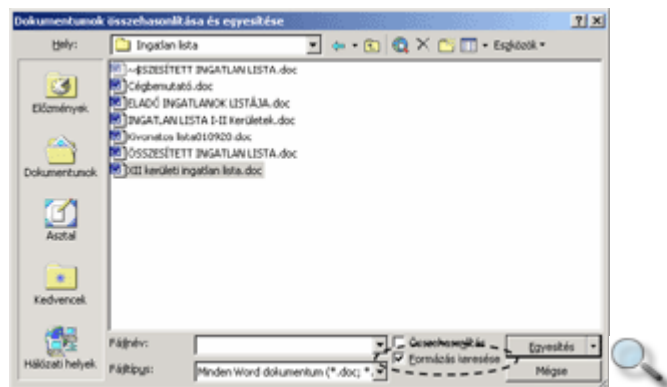 Dokumentumok összehasonlítása és egyesítése
Hely:
Ingatlan lista
Eszközök
~$SZESÍTETT INGATLAN LISTA.doc
Cégbemutató.doc
ELADÓ INGATLANOK LISTÁJA.doc
INGATLAN LISTA I-II Kerületek.doc
Kivonatos lista010920.doc
ÖSSZESÍTETT INGATLAN LISTA.doc
XII kerületi ingatlan lista.doc
Előzmények
Dokumentumok
Asztal
Kedvencek
Hálózati helyek
Fájlnév:
Összehasonlítás
Egyesítés
Fájltípus:
Minden Word dokumentum (*.doc; *.
Formázás keresése
Mégse